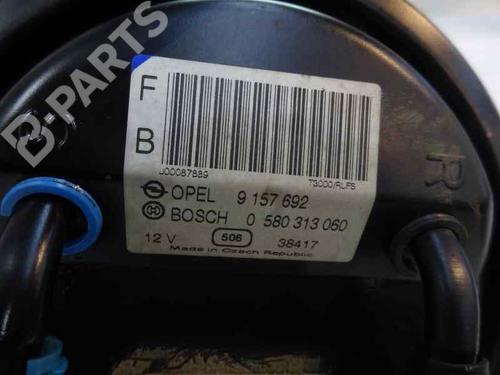 B-PARTS
F
B
J00087889
T3000/RLFS
OPEL 9 157 692
BOSCH 0 580 313 060
12 V 506 38417
Made in Czech Republic
R